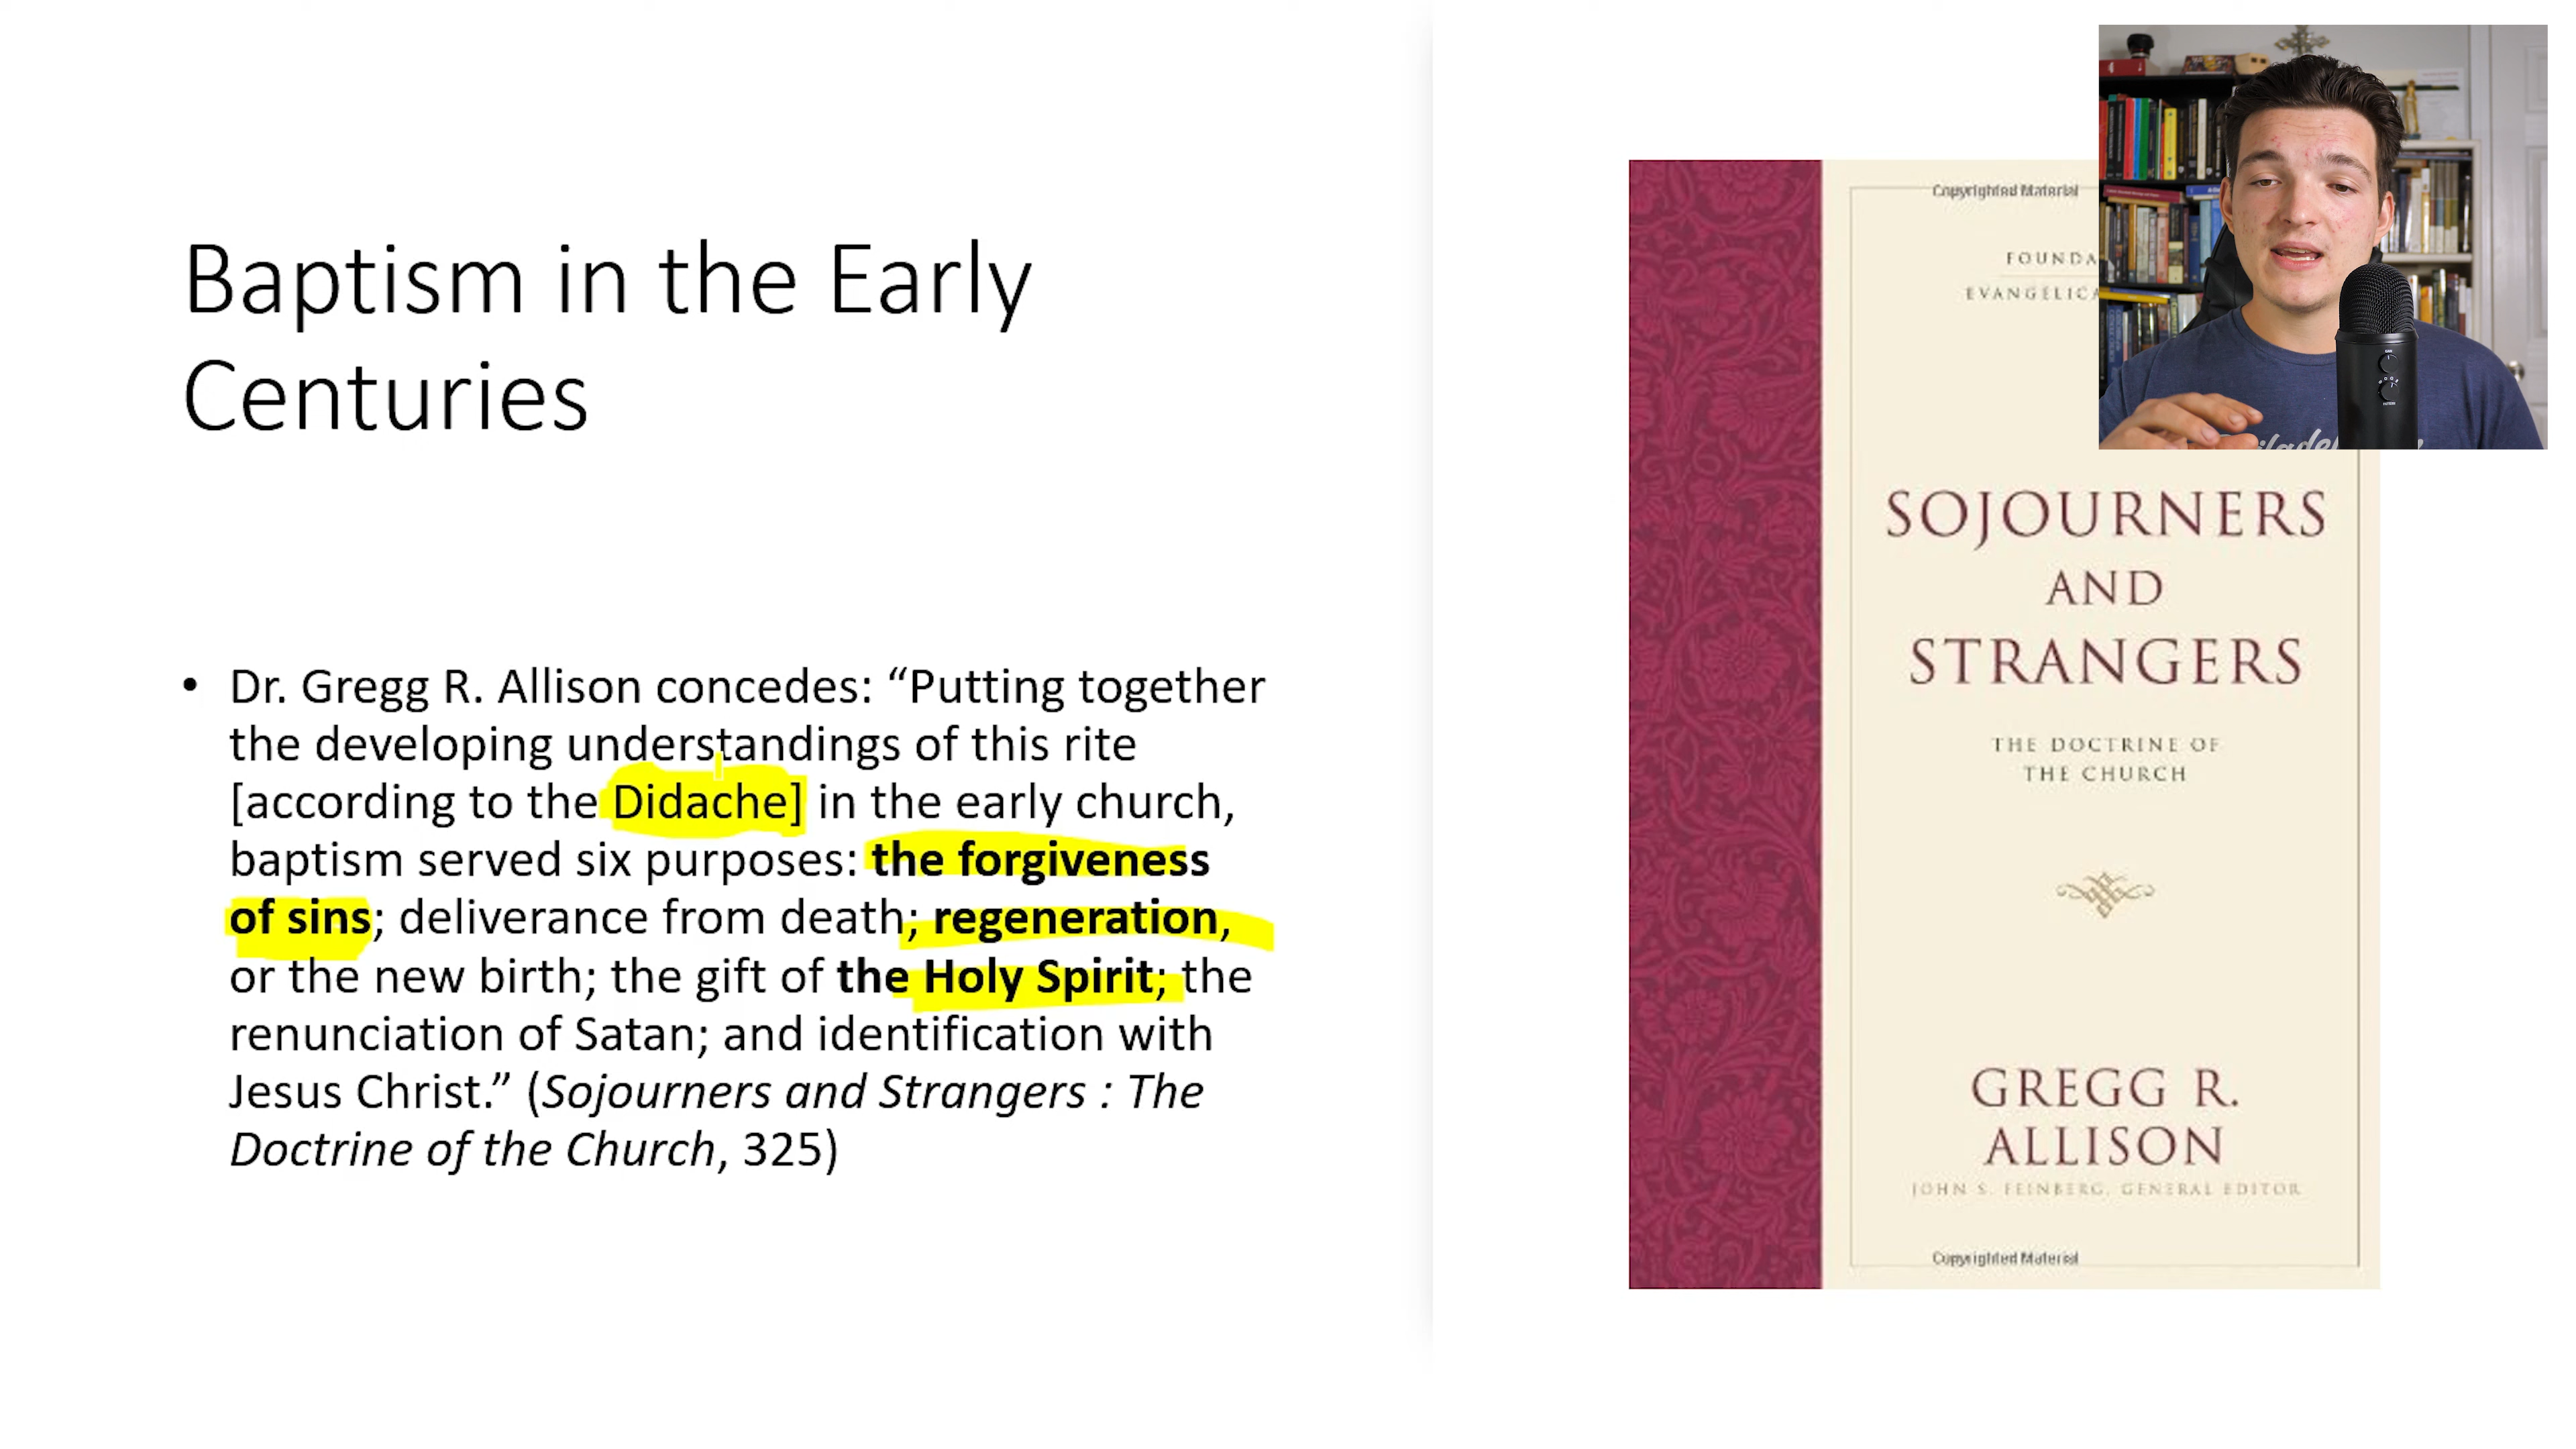 Baptism in the Early
Centuries
• Dr. Gregg R. Allison concedes: “Putting together
the developing understandings of this rite
[according to the Didache] in the early church,
baptism served six purposes: the forgiveness
of sins; deliverance from death; regeneration,
or the new birth; the gift of the Holy Spirit; the
renunciation of Satan; and identification with
Jesus Christ.” (Sojourners and Strangers : The
Doctrine of the Church, 325)
Copyrighted Material
FOUNDA
EVANGELICA
SOJOURNERS
AND
STRANGERS
THE DOCTRINE OF
THE CHURCH
GREGG R.
ALLISON
JOHN S. FEINBERG, GENERAL EDITOR
Copyrighted Material